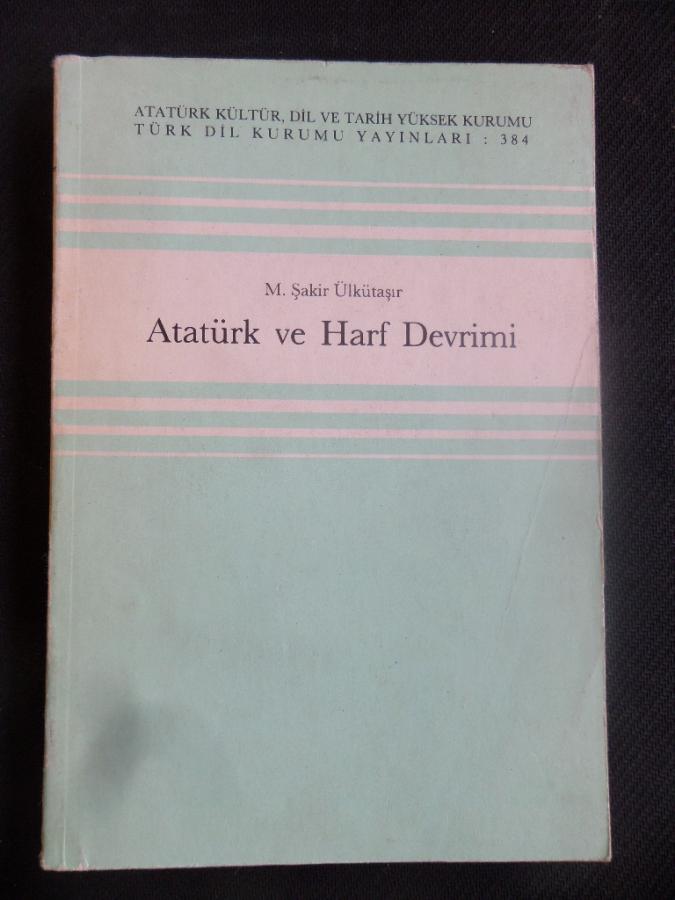 ATATÜRK KÜLTÜR, DİL VE TARİH YÜKSEK KURUMU
TÜRK DİL KURUMU YAYINLARI : 384
M. Şakir Ülkütaşır
Atatürk ve Harf Devrimi